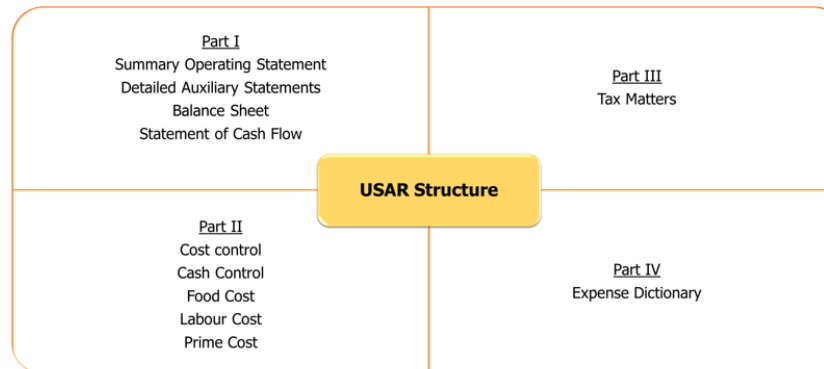 Part I
Summary Operating Statement
Detailed Auxiliary Statements
Balance Sheet
Statement of Cash Flow
Part III
Tax Matters
USAR Structure
Part II
Cost control
Cash Control
Food Cost
Labour Cost
Prime Cost
Part IV
Expense Dictionary